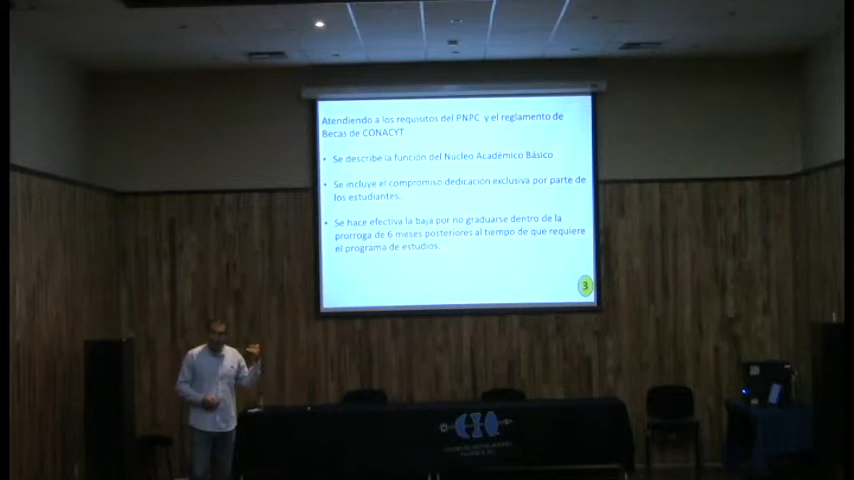 Atendiendo a los requisitos del PNPC y el reglamento de
Becas de CONACYT
• Se describe la función del Núcleo Académico Básico
• Se incluye el compromiso dedicación exclusiva por parte de
los estudiantes.
• Se hace efectiva la baja por no graduarse dentro de la
prorroga de 6 meses posteriores al tiempo de que requiere
el programa de estudios.
3
CIO